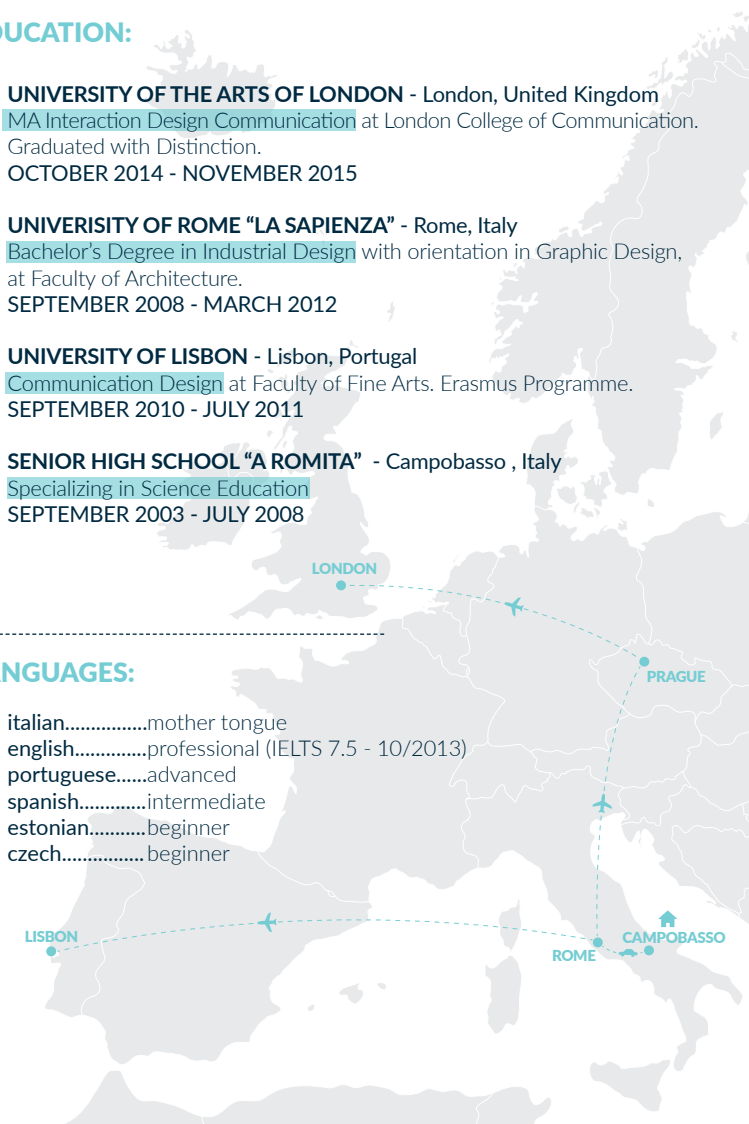 DUCATION:
UNIVERSITY OF THE ARTS OF LONDON - London, United Kingdom
MA Interaction Design Communication at London College of Communication.
Graduated with Distinction.
OCTOBER 2014 - NOVEMBER 2015
UNIVERISITY OF ROME “LA SAPIENZA” - Rome, Italy
Bachelor’s Degree in Industrial Design with orientation in Graphic Design,
at Faculty of Architecture.
SEPTEMBER 2008 - MARCH 2012
UNIVERSITY OF LISBON - Lisbon, Portugal
Communication Design at Faculty of Fine Arts. Erasmus Programme.
SEPTEMBER 2010 - JULY 2011
SENIOR HIGH SCHOOL “A ROMITA” - Campobasso , Italy
Specializing in Science Education
SEPTEMBER 2003 - JULY 2008
LONDON
PRAGUE
NGUAGES:
italian................mother tongue
english..............professional (IELTS 7.5 - 10/2013)
portuguese......advanced
spanish.............intermediate
estonian...........beginner
czech................beginner
LISBON
CAMPOBASSO
ROME